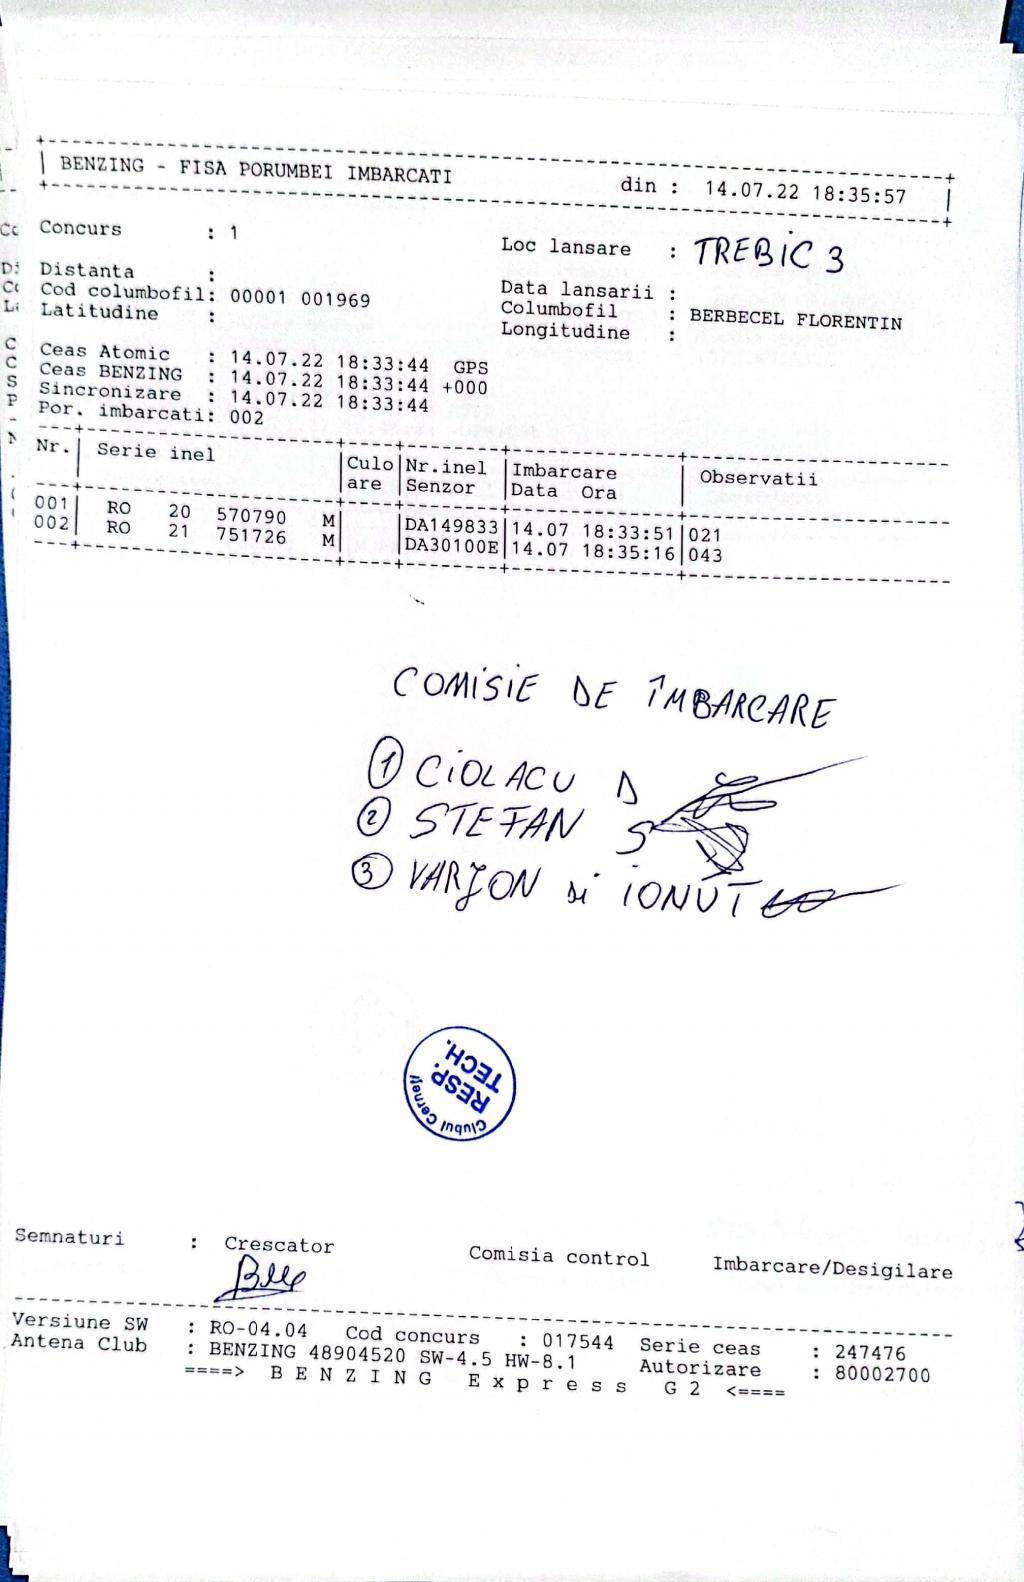 BENZING - FISA PORUMBEI IMBARCATI din : 14.07.22 18:35:57
Concurs : 1 Loc lansare : TREBIC 3
Distanta : Data lansarii :
Cod columbofil: 00001 001969 Columbofil : BERBECEL FLORENTIN
Latitudine : Longitudine :
Ceas Atomic : 14.07.22 18:33:44 GPS
Ceas BENZING : 14.07.22 18:33:44 +000
Sincronizare : 14.07.22 18:33:44
Por. imbarcati: 002
Nr.| Serie inel |Culo|Nr.inel |Imbarcare | Observatii
are |Senzor |Data Ora
001| RO 20 570790 M| |DA149833|14.07 18:33:51|021
002| RO 21 751726 M| |DA30100E|14.07 18:35:16|043
COMISIE DE ÎMBARCARE
1 CIOLACU D
2 STEFAN S
3 VARJON și IONUT
Clubul Cerneți
RESP.
TECH.
Semnaturi : Crescator Comisia control Imbarcare/Desigilare
Versiune SW : RO-04.04 Cod concurs : 017544 Serie ceas : 247476
Antena Club : BENZING 48904520 SW-4.5 HW-8.1 Autorizare : 80002700
====> B E N Z I N G E x p r e s s G 2 <====